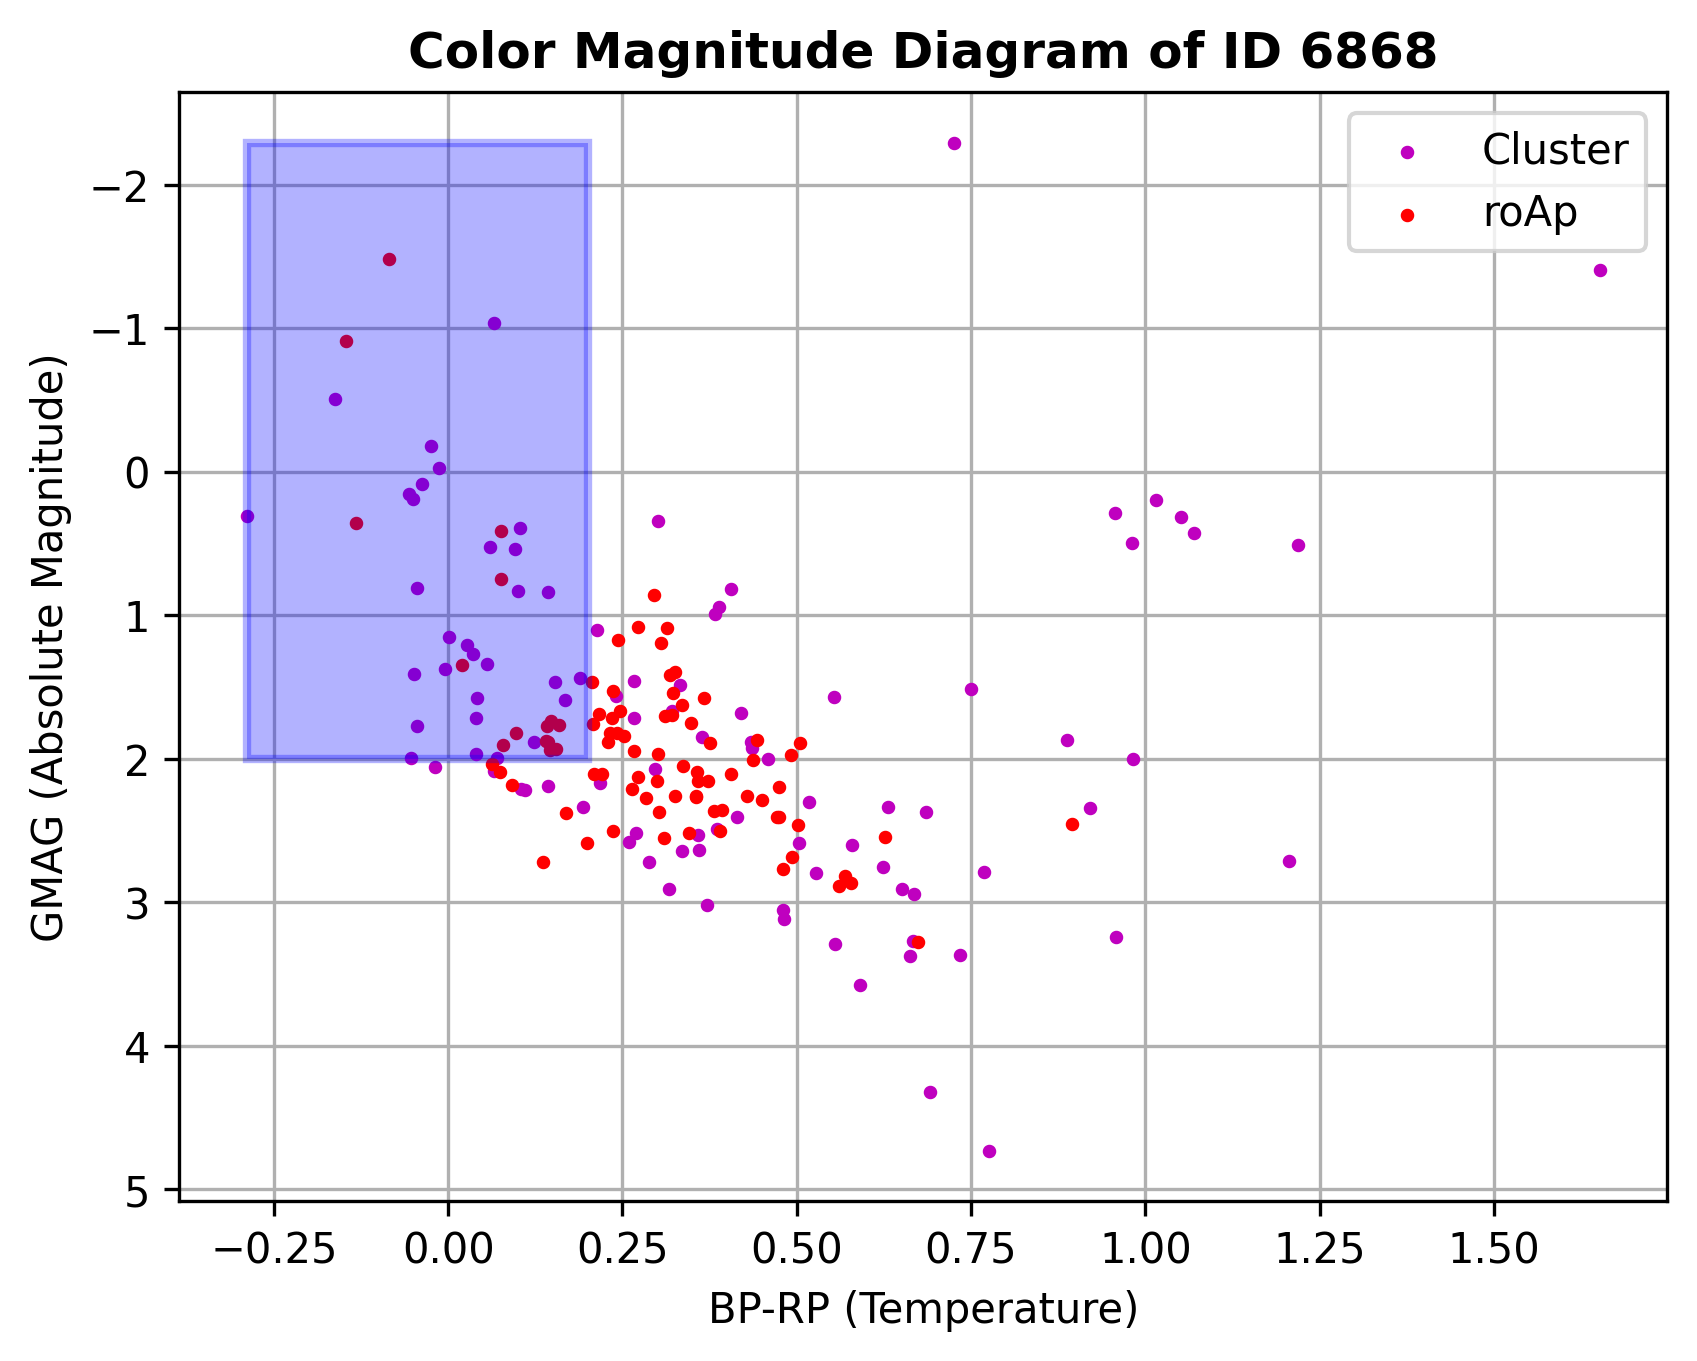 Color Magnitude Diagram of ID 6868
Cluster
roAp
GMAG (Absolute Magnitude)
−2
−1
0
1
2
3
4
5
−0.25 0.00 0.25 0.50 0.75 1.00 1.25 1.50
BP-RP (Temperature)